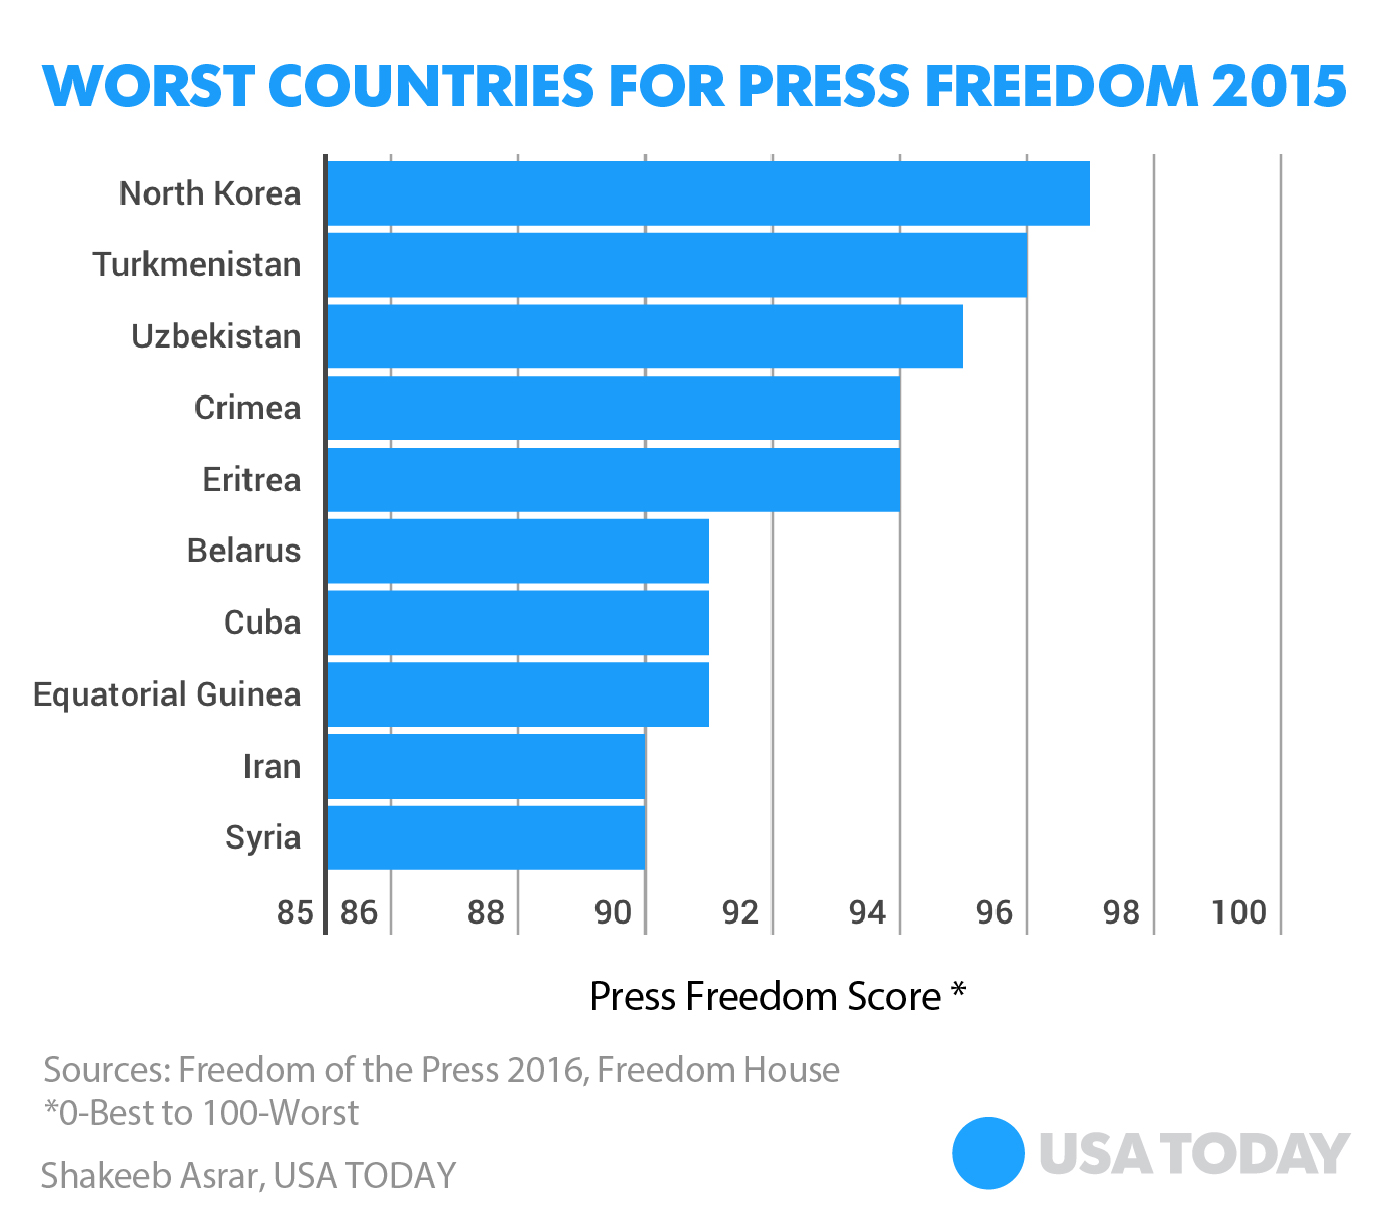 WORST COUNTRIES FOR PRESS FREEDOM 2015
North Korea
Turkmenistan
Uzbekistan
Crimea
Eritrea
Belarus
Cuba
Equatorial Guinea
Iran
Syria
85 86 88 90 92 94 96 98 100
Press Freedom Score *
Sources: Freedom of the Press 2016, Freedom House
*0-Best to 100-Worst
Shakeeb Asrar, USA TODAY
USA TODAY